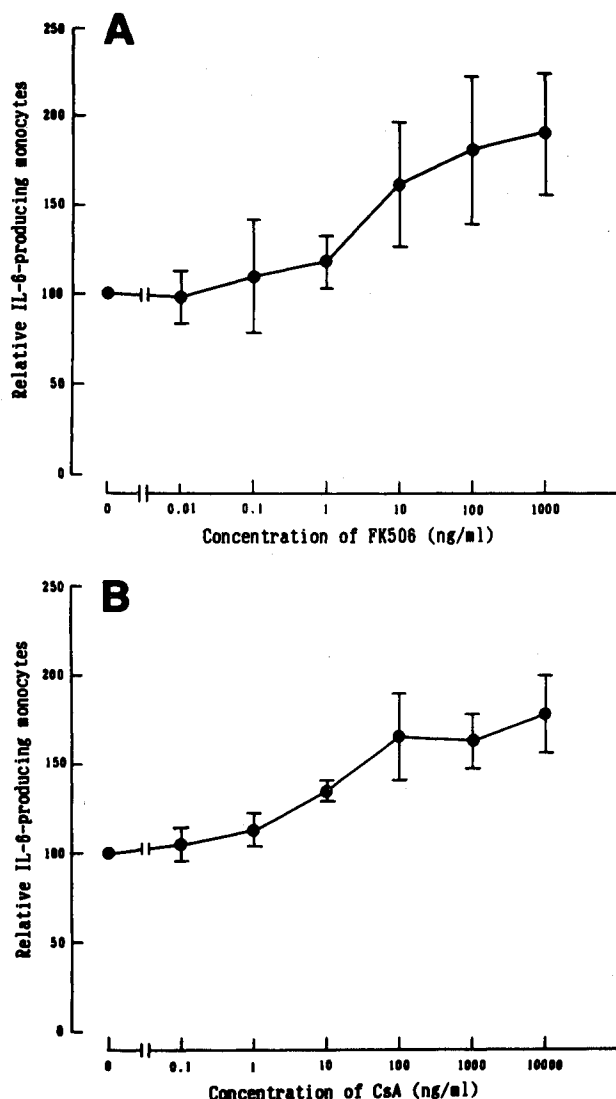 A
250
200
150
100
50
0
Relative IL-6-producing monocytes
0 0.01 0.1 1 10 100 1000
Concentration of FK506 (ng/ml)
B
250
200
150
100
50
0
Relative IL-6-producing monocytes
0 0.1 1 10 100 1000 10000
Concentration of CsA (ng/ml)